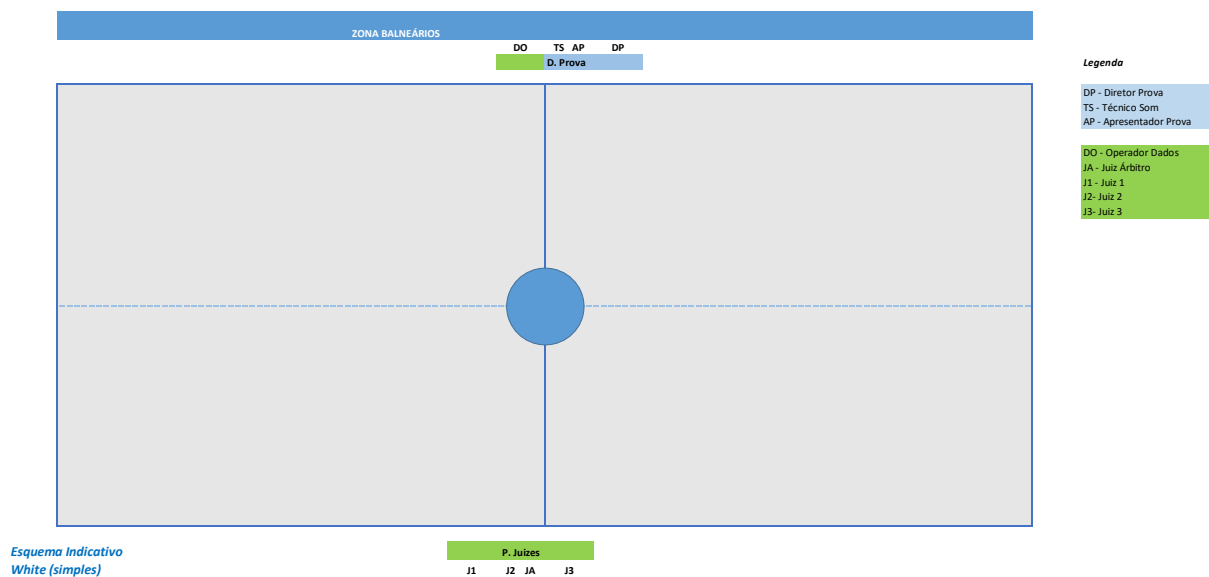 ZONA BALNEÁRIOS
DO TS AP DP
D. Prova
Legenda
DP - Diretor Prova
TS - Técnico Som
AP - Apresentador Prova
DO - Operador Dados
JA - Juiz Árbitro
J1 - Juiz 1
J2- Juiz 2
J3- Juiz 3
Esquema Indicativo
White (simples)
P. Juizes
J1 J2 JA J3